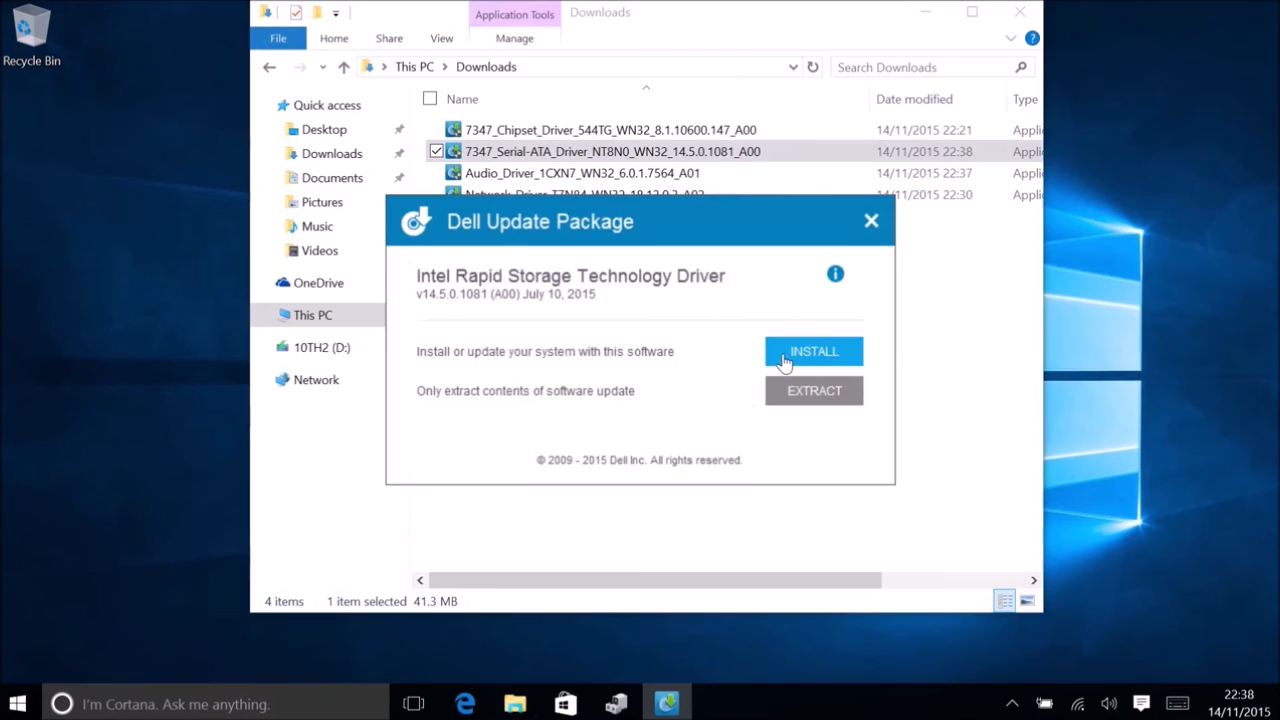 Recycle Bin
Application Tools
Downloads
File
Home
Share
View
Manage
This PC
Downloads
Search Downloads
Name
Date modified
Type
Quick access
Desktop
Downloads
Documents
Pictures
Music
Videos
OneDrive
This PC
10TH2 (D:)
Network
7347_Chipset_Driver_544TG_WN32_8.1.10600.147_A00 14/11/2015 22:21 Appli
7347_Serial-ATA_Driver_NT8N0_WN32_14.5.0.1081_A00 14/11/2015 22:38 Appli
Audio_Driver_1CXN7_WN32_6.0.1.7564_A01 14/11/2015 22:37 Appli
14/11/2015 22:30 Appli
Dell Update Package
Intel Rapid Storage Technology Driver
v14.5.0.1081 (A00) July 10, 2015
Install or update your system with this software
INSTALL
Only extract contents of software update
EXTRACT
© 2009 - 2015 Dell Inc. All rights reserved.
4 items 1 item selected 41.3 MB
I'm Cortana. Ask me anything.
22:38
14/11/2015